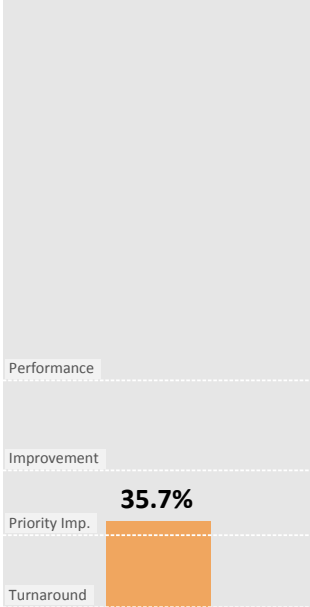 Performance
Improvement
35.7%
Priority Imp.
Turnaround